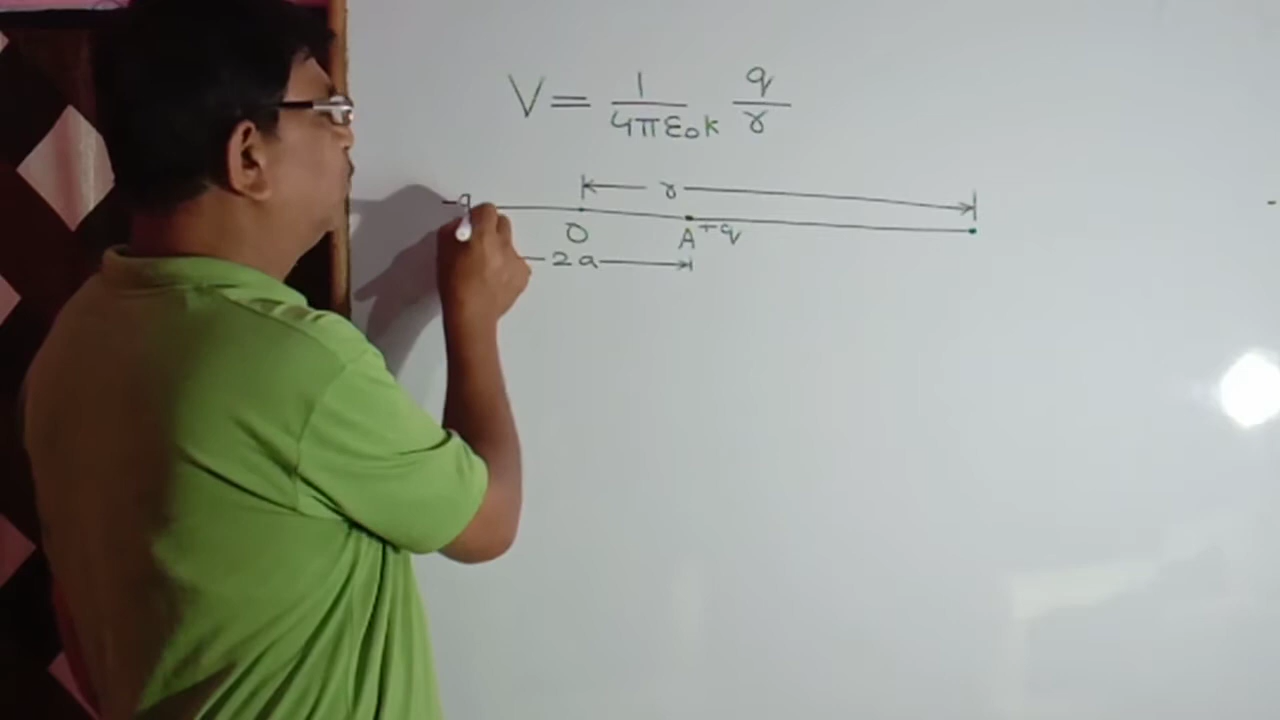 V = 1/4πε₀k q/r
r
-q
O A +q
2a